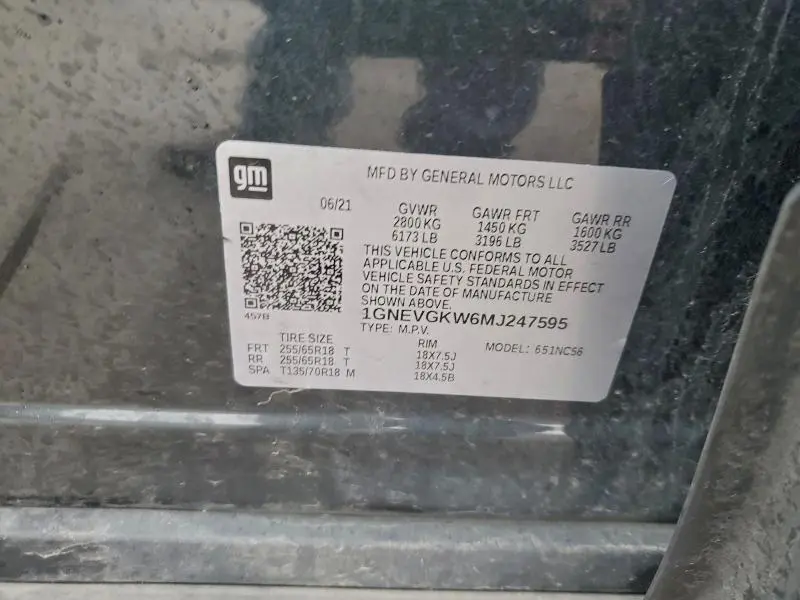 gm
MFD BY GENERAL MOTORS LLC
06/21
GVWR GAWR FRT GAWR RR
2800 KG 1450 KG 1600 KG
6173 LB 3196 LB 3527 LB
THIS VEHICLE CONFORMS TO ALL
APPLICABLE U.S. FEDERAL MOTOR
VEHICLE SAFETY STANDARDS IN EFFECT
ON THE DATE OF MANUFACTURE
SHOWN ABOVE.
457B
1GNEVGKW6MJ247595
TYPE: M.P.V.
MODEL: 651NC56
TIRE SIZE RIM
FRT 255/65R18 T 18X7.5J
RR 255/65R18 T 18X7.5J
SPA T135/70R18 M 18X4.5B